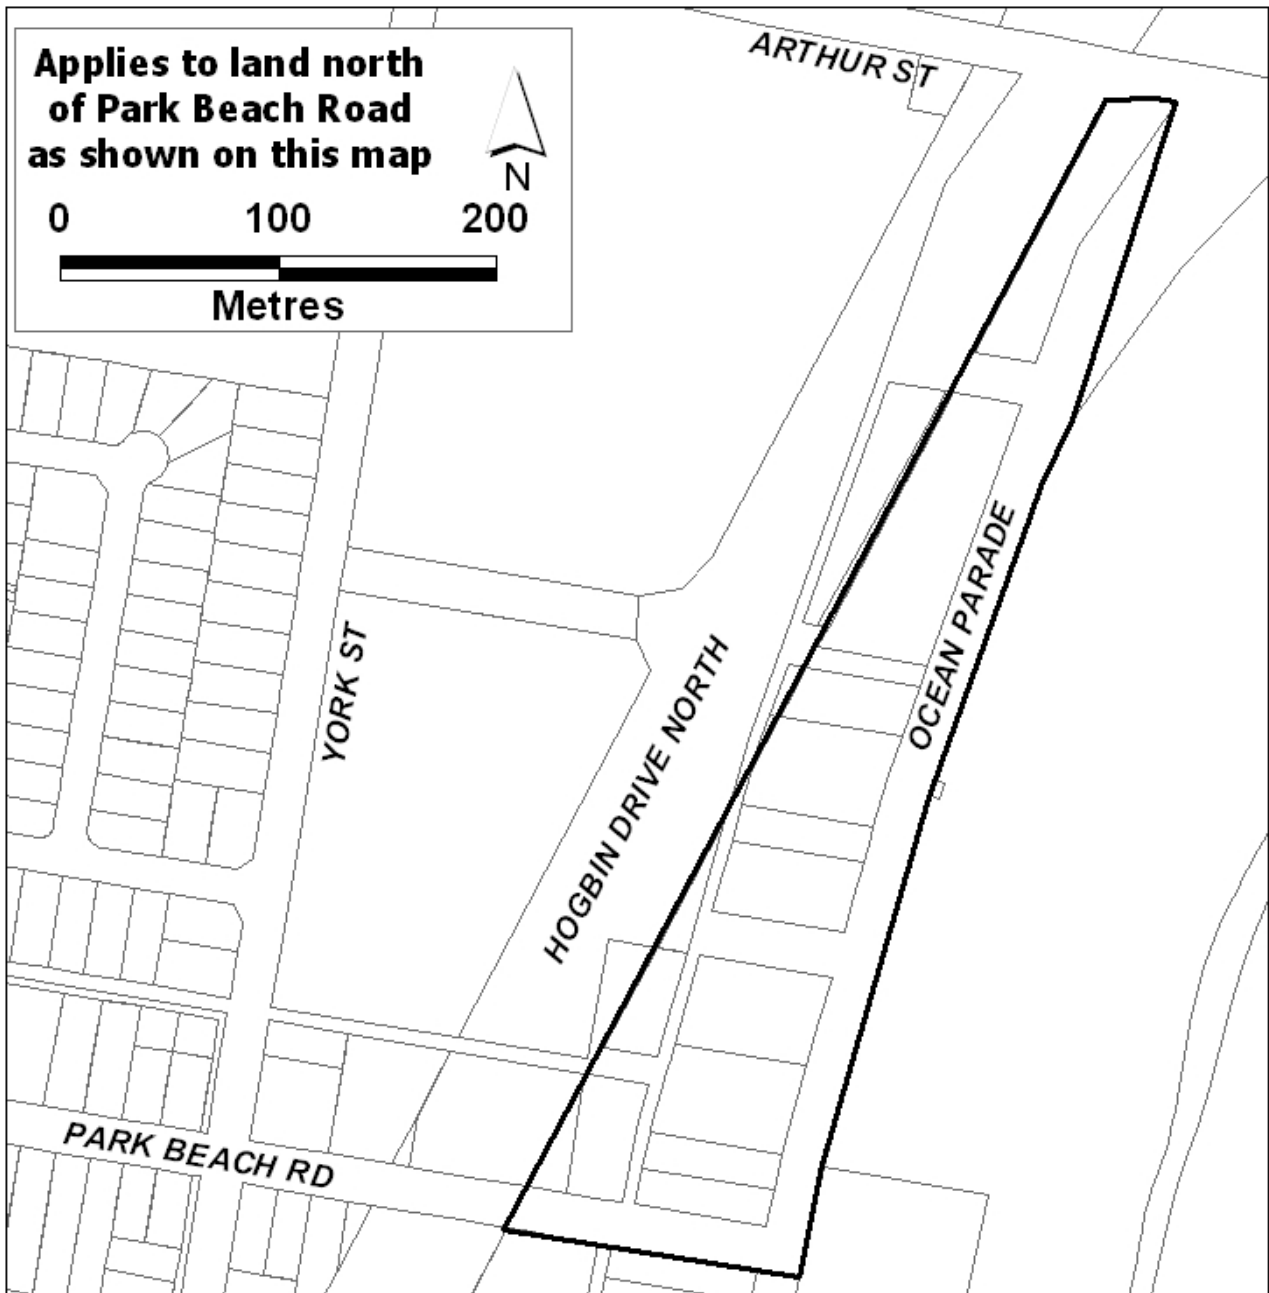 Applies to land north
of Park Beach Road
as shown on this map
N
0 100 200
Metres
ARTHUR ST
OCEAN PARADE
YORK ST
HOGBIN DRIVE NORTH
PARK BEACH RD